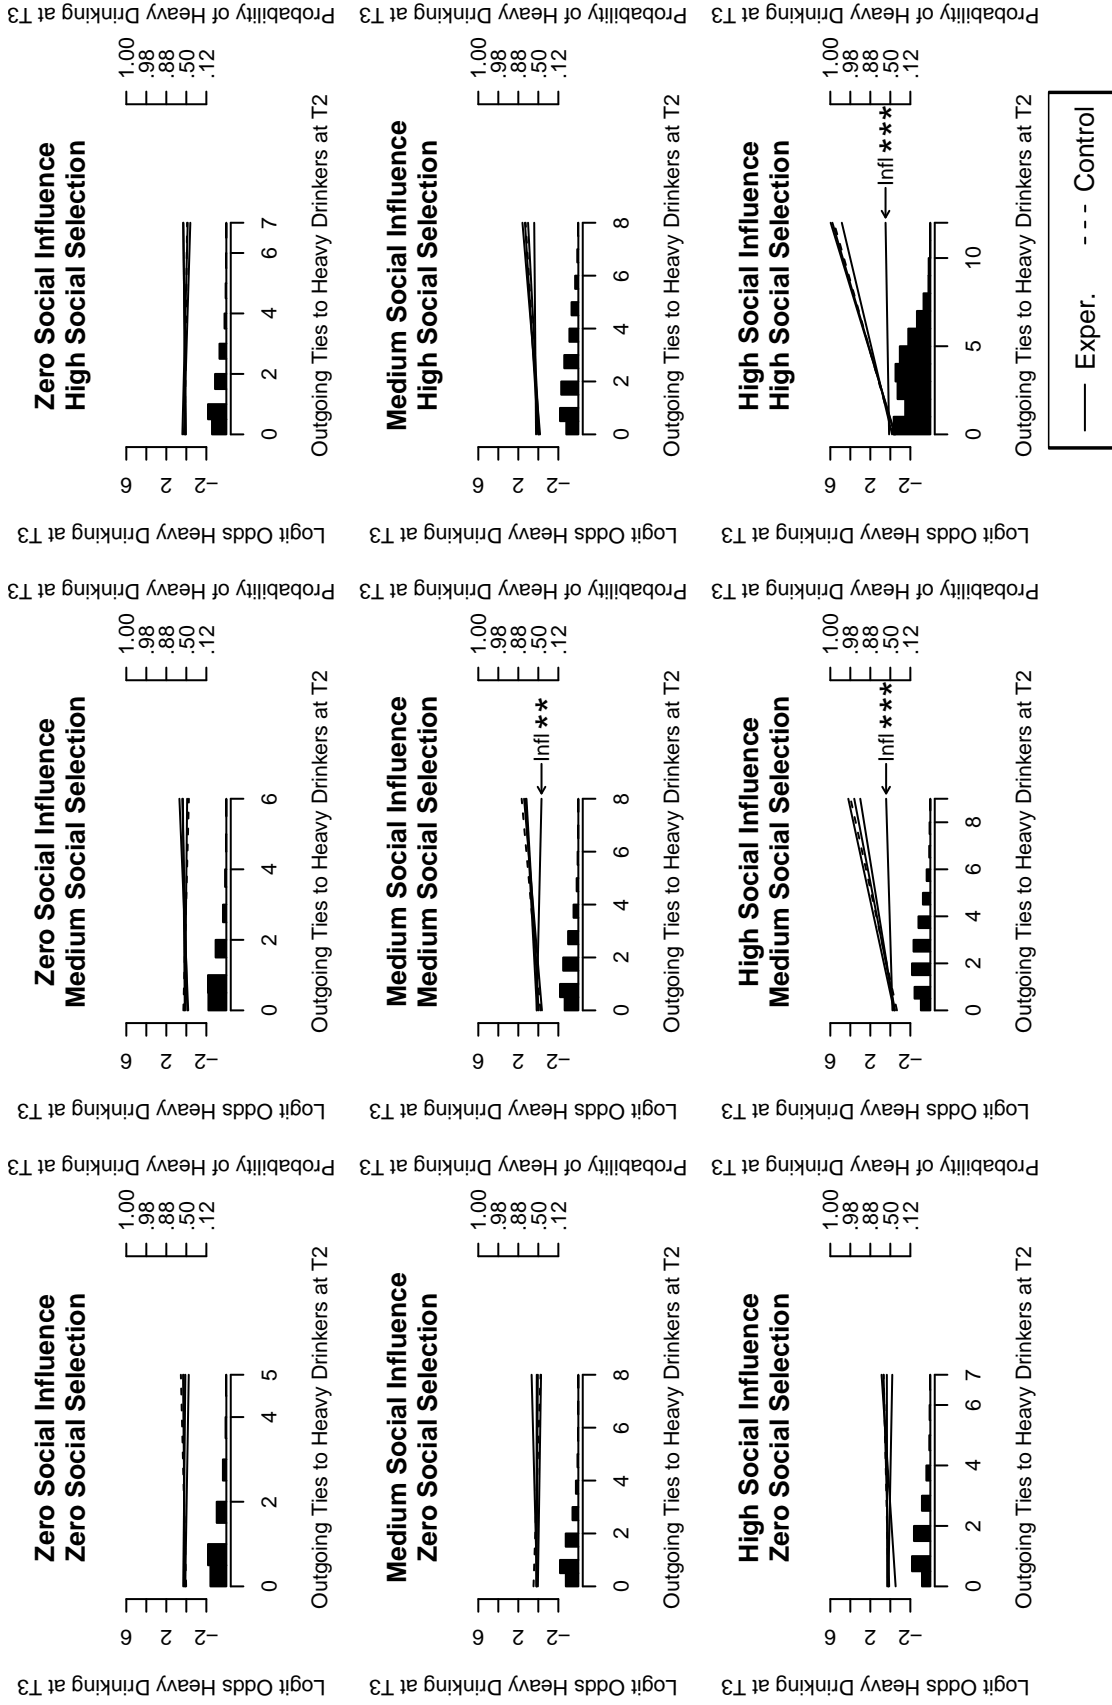 Zero Social Influence
Zero Social Selection
Logit Odds Heavy Drinking at T3
6
2
−2
0 2 4 5
Outgoing Ties to Heavy Drinkers at T2
1.00
.98
.88
.50
.12
Probability of Heavy Drinking at T3
Zero Social Influence
Medium Social Selection
Logit Odds Heavy Drinking at T3
6
2
−2
0 2 4 6
Outgoing Ties to Heavy Drinkers at T2
1.00
.98
.88
.50
.12
Probability of Heavy Drinking at T3
Zero Social Influence
High Social Selection
Logit Odds Heavy Drinking at T3
6
2
−2
0 2 4 6 7
Outgoing Ties to Heavy Drinkers at T2
1.00
.98
.88
.50
.12
Probability of Heavy Drinking at T3
Medium Social Influence
Zero Social Selection
Logit Odds Heavy Drinking at T3
6
2
−2
0 2 4 6 8
Outgoing Ties to Heavy Drinkers at T2
1.00
.98
.88
.50
.12
Probability of Heavy Drinking at T3
Medium Social Influence
Medium Social Selection
Logit Odds Heavy Drinking at T3
6
2
−2
Infl **
0 2 4 6 8
Outgoing Ties to Heavy Drinkers at T2
1.00
.98
.88
.50
.12
Probability of Heavy Drinking at T3
Medium Social Influence
High Social Selection
Logit Odds Heavy Drinking at T3
6
2
−2
0 2 4 6 8
Outgoing Ties to Heavy Drinkers at T2
1.00
.98
.88
.50
.12
Probability of Heavy Drinking at T3
High Social Influence
Zero Social Selection
Logit Odds Heavy Drinking at T3
6
2
−2
0 2 4 6 7
Outgoing Ties to Heavy Drinkers at T2
1.00
.98
.88
.50
.12
Probability of Heavy Drinking at T3
High Social Influence
Medium Social Selection
Logit Odds Heavy Drinking at T3
6
2
−2
Infl ***
0 2 4 6 8
Outgoing Ties to Heavy Drinkers at T2
1.00
.98
.88
.50
.12
Probability of Heavy Drinking at T3
High Social Influence
High Social Selection
Logit Odds Heavy Drinking at T3
6
2
−2
Infl ***
0 5 10
Outgoing Ties to Heavy Drinkers at T2
1.00
.98
.88
.50
.12
Probability of Heavy Drinking at T3
Exper. Control